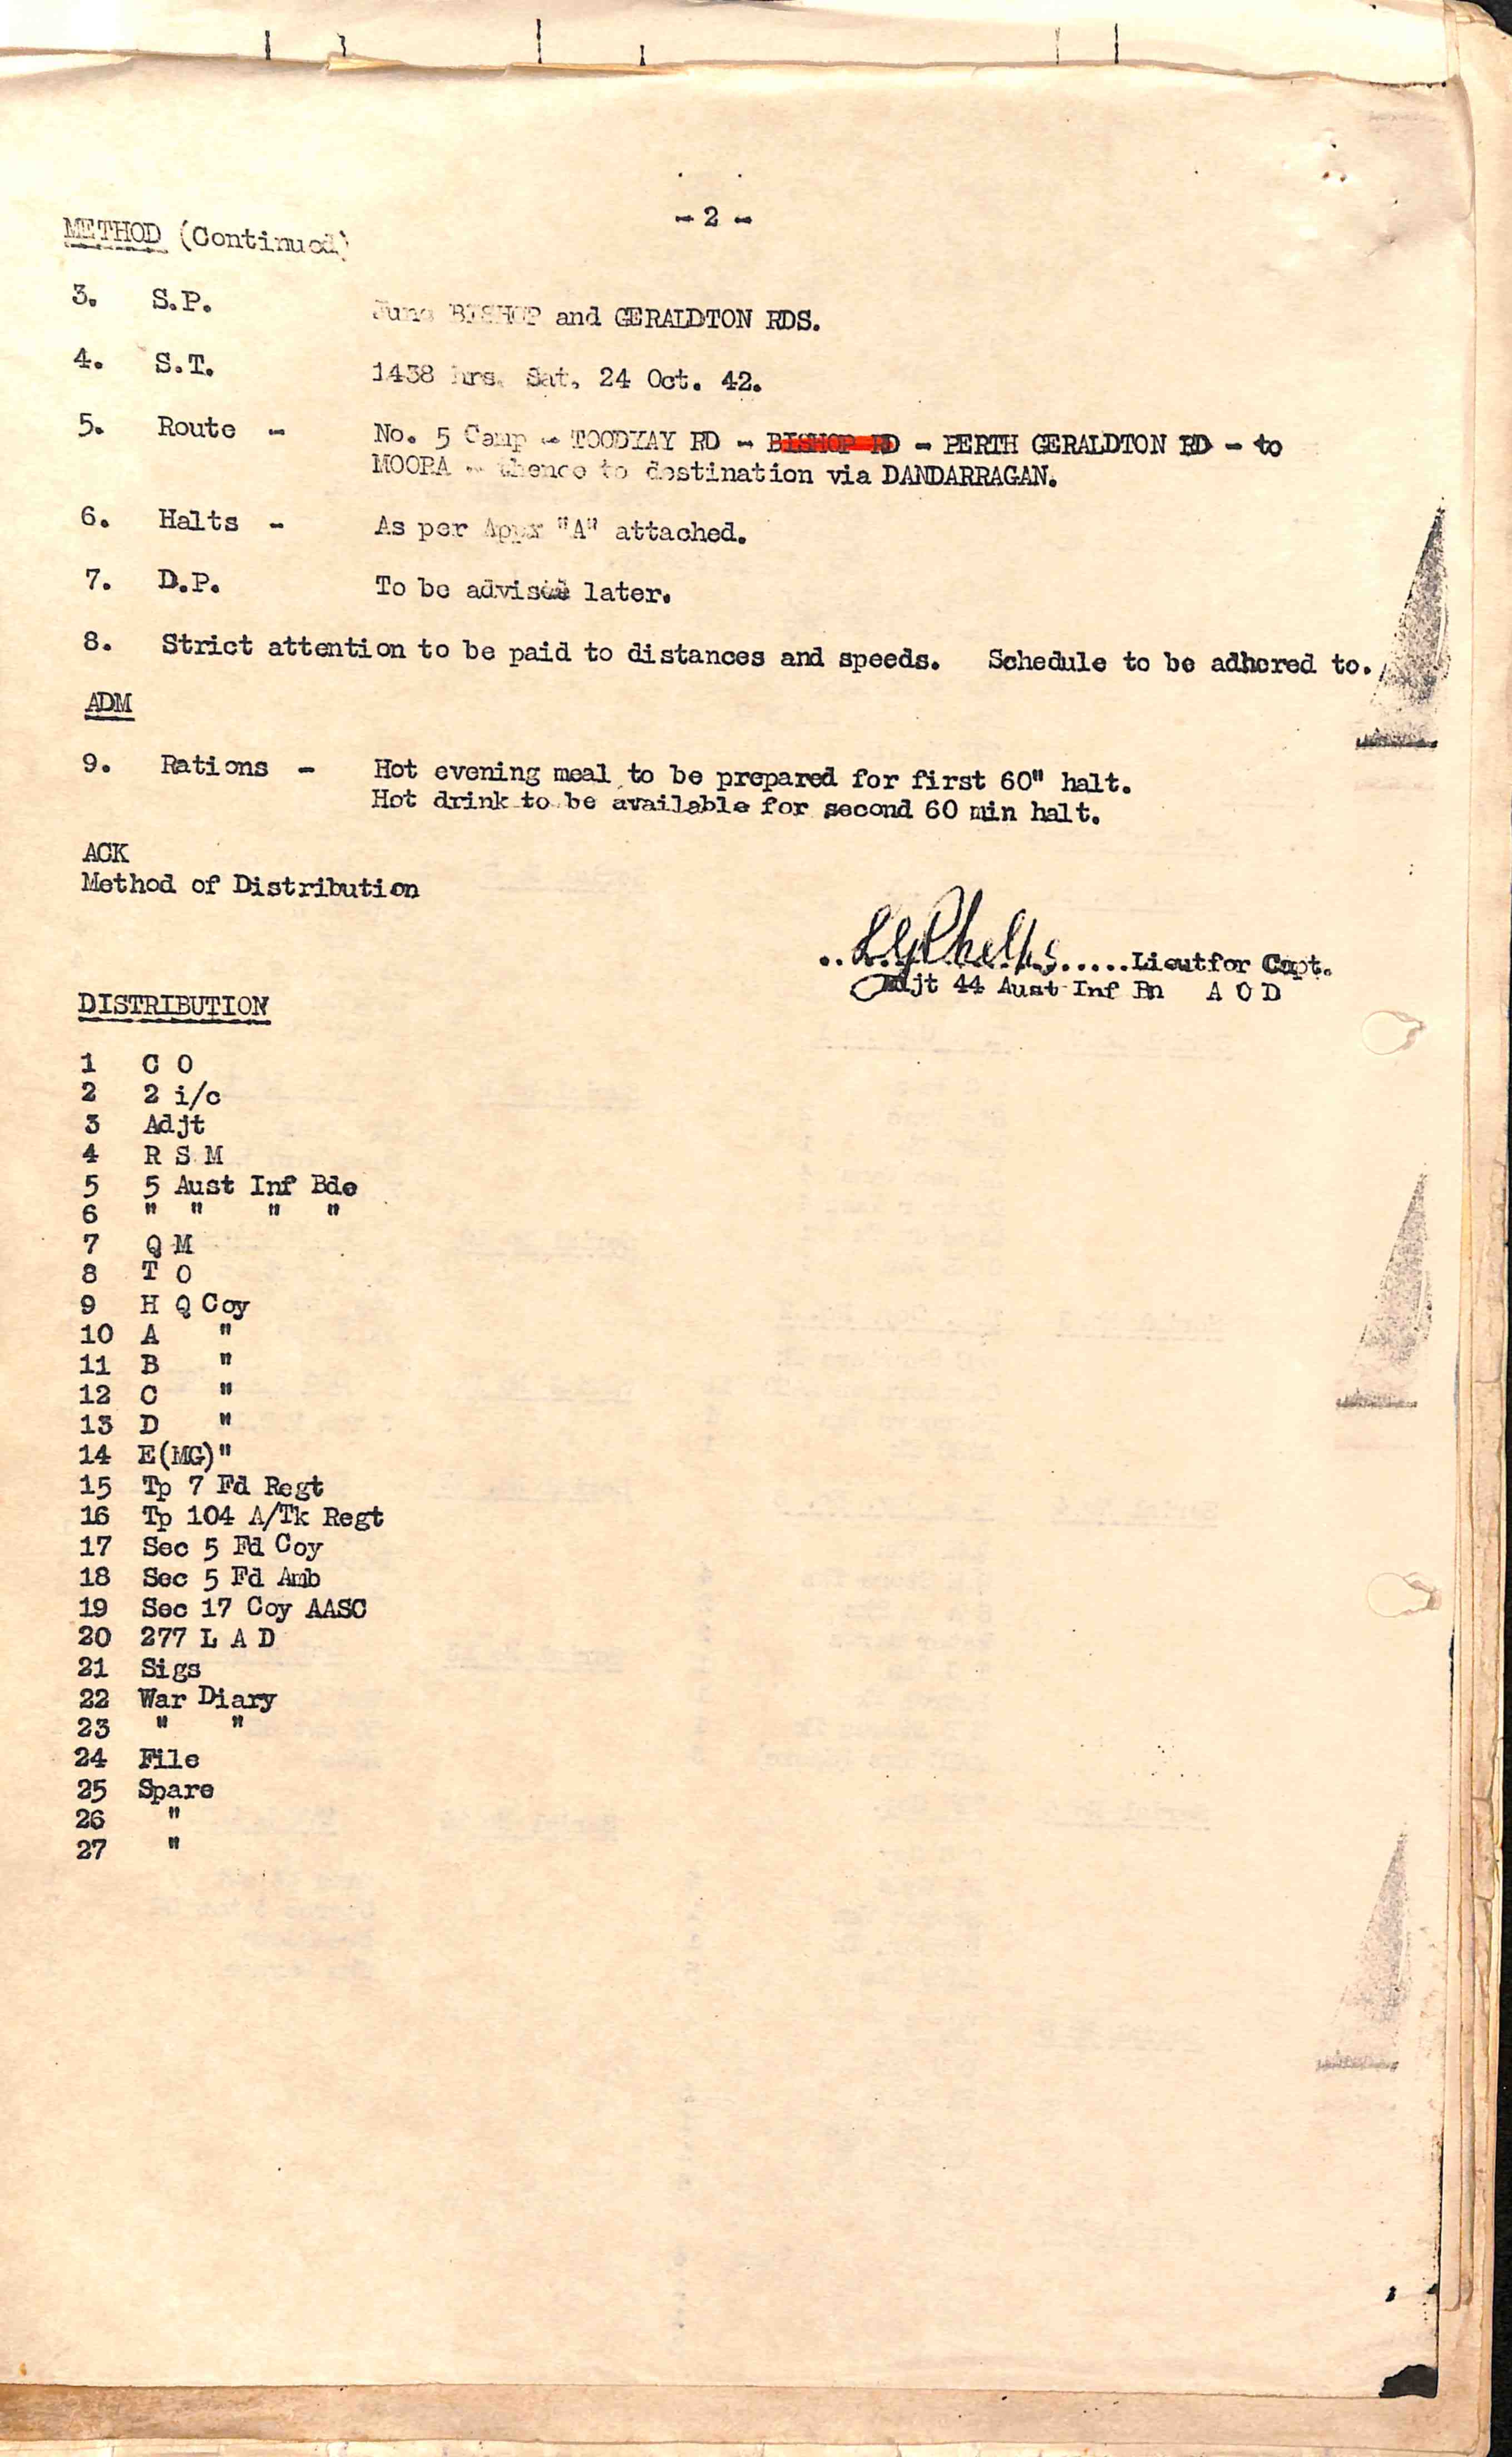 - 2 -
METHOD (Continued)
3. S.P. Junc BISHOP and GERALDTON RDS.
4. S.T. 1438 hrs. Sat. 24 Oct. 42.
5. Route - No. 5 Camp - TOODYAY RD - BISHOP RD - PERTH GERALDTON RD - to
MOORA - thence to destination via DANDARRAGAN.
6. Halts - As per Appx "A" attached.
7. D.P. To be advised later.
8. Strict attention to be paid to distances and speeds. Schedule to be adhered to.
ADM
9. Rations - Hot evening meal to be prepared for first 60" halt.
Hot drink to be available for second 60 min halt.
ACK
Method of Distribution
..Phelps.....Lieut for Capt.
Adjt 44 Aust Inf Bn A O D
DISTRIBUTION
1 C O
2 2 i/c
3 Adjt
4 R S M
5 5 Aust Inf Bde
6 " " " "
7 Q M
8 T O
9 H Q Coy
10 A "
11 B "
12 C "
13 D "
14 E(MG)"
15 Tp 7 Fd Regt
16 Tp 104 A/Tk Regt
17 Sec 5 Fd Coy
18 Sec 5 Fd Amb
19 Sec 17 Coy AASC
20 277 L A D
21 Sigs
22 War Diary
23 " "
24 File
25 Spare
26 "
27 "